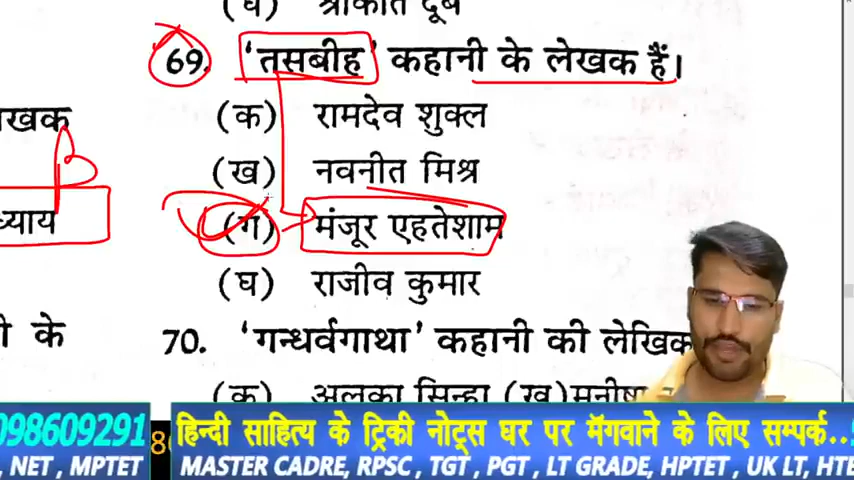 (घ) श्रीकांत दूबे
69. 'तसबीह' कहानी के लेखक हैं।
(क) रामदेव शुक्ल
(ख) नवनीत मिश्र
(ग) मंजूर एहतेशाम
(घ) राजीव कुमार
70. 'गन्धर्वगाथा' कहानी की
(क) अलका सिन्हा (ख)
के
098609291
हिन्दी साहित्य के ट्रिकी नोट्स घर पर मॅगवाने के लिए सम्पर्क..
, NET , MPTET
MASTER CADRE, RPSC , TGT , PGT , LT GRADE, HPTET , UK LT, HTE